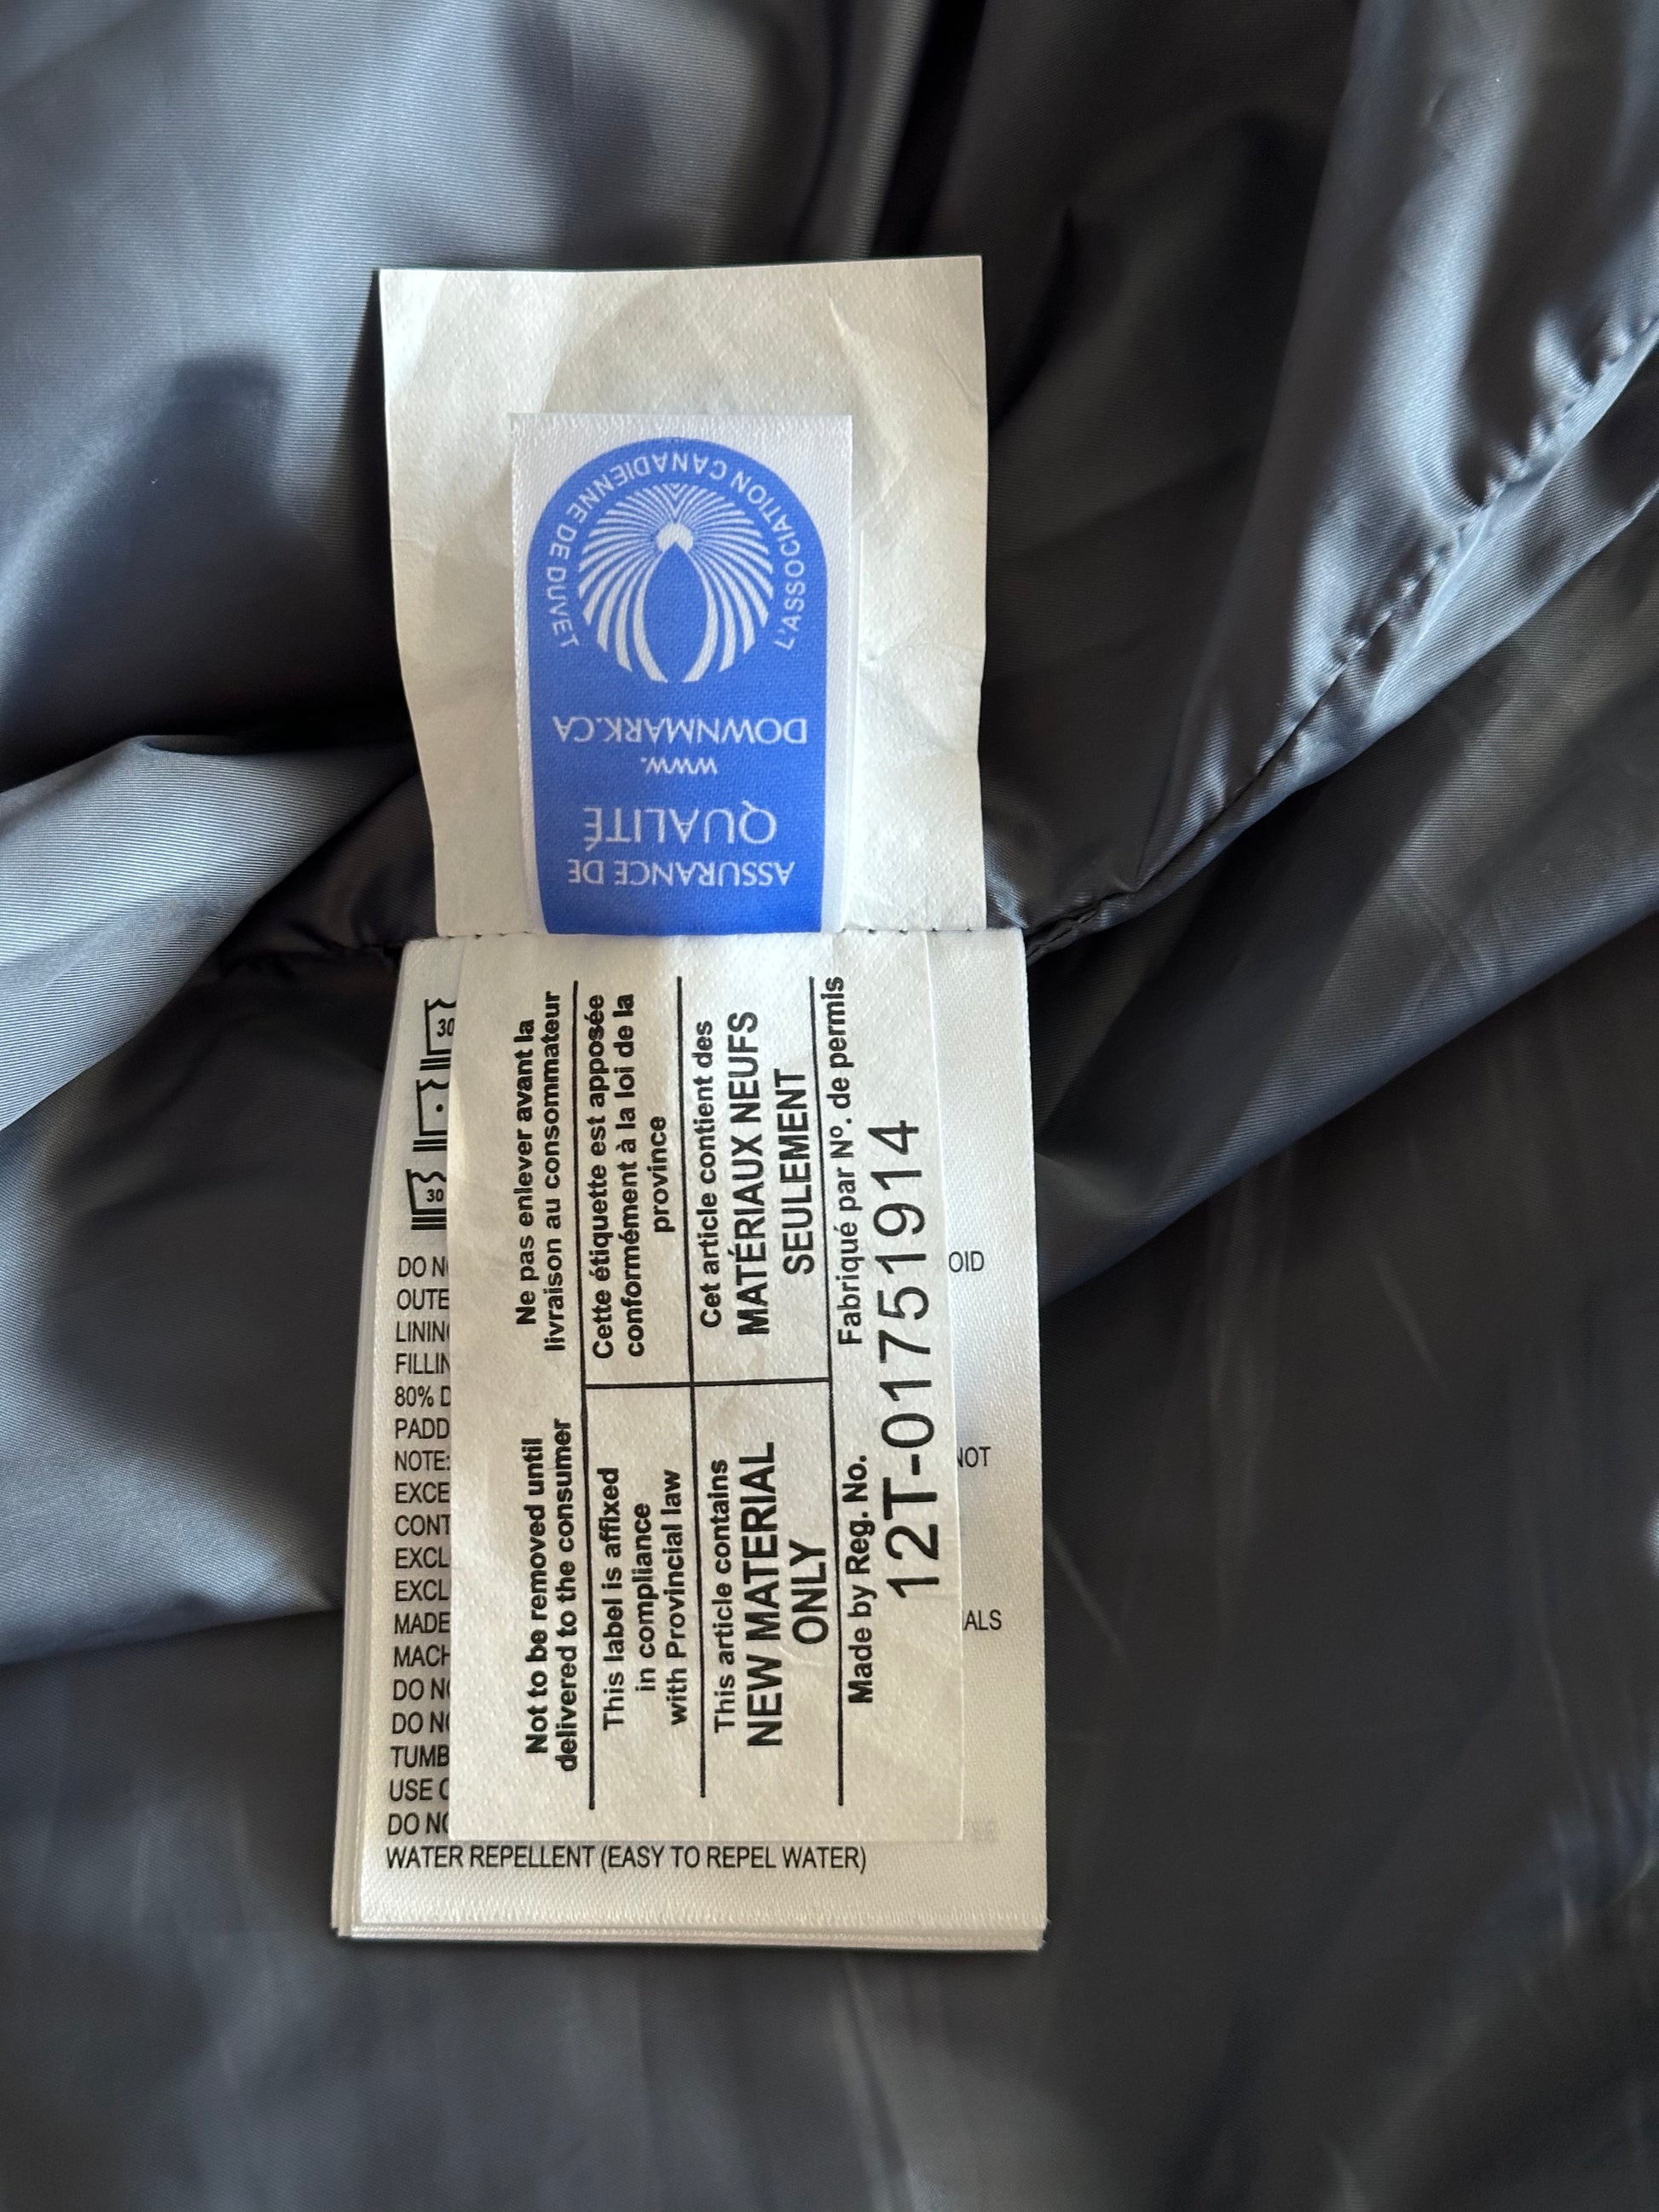 L'ASSOCIATION CANADIENNE DE DUVET
WWW.
DOWNMARK.CA
ASSURANCE DE
QUALITÉ
Not to be removed until
delivered to the consumer
Ne pas enlever avant la
livraison au consommateur
This label is affixed
in compliance
with Provincial law
Cette étiquette est apposée
conformément à la loi de la
province
This article contains
NEW MATERIAL
ONLY
Cet article contient des
MATÉRIAUX NEUFS
SEULEMENT
Made by Reg. No.
Fabriqué par Nº. de permis
12T-01751914
30
30
DO
OUTE
LININ
FILLIN
80% D
PADD
NOTE: NOT
EXCE
CONT
EXCL
EXCL
MADE IALS
MACH
DO NO
DO NO
TUMB
USE
DO NO
WATER REPELLENT (EASY TO REPEL WATER)